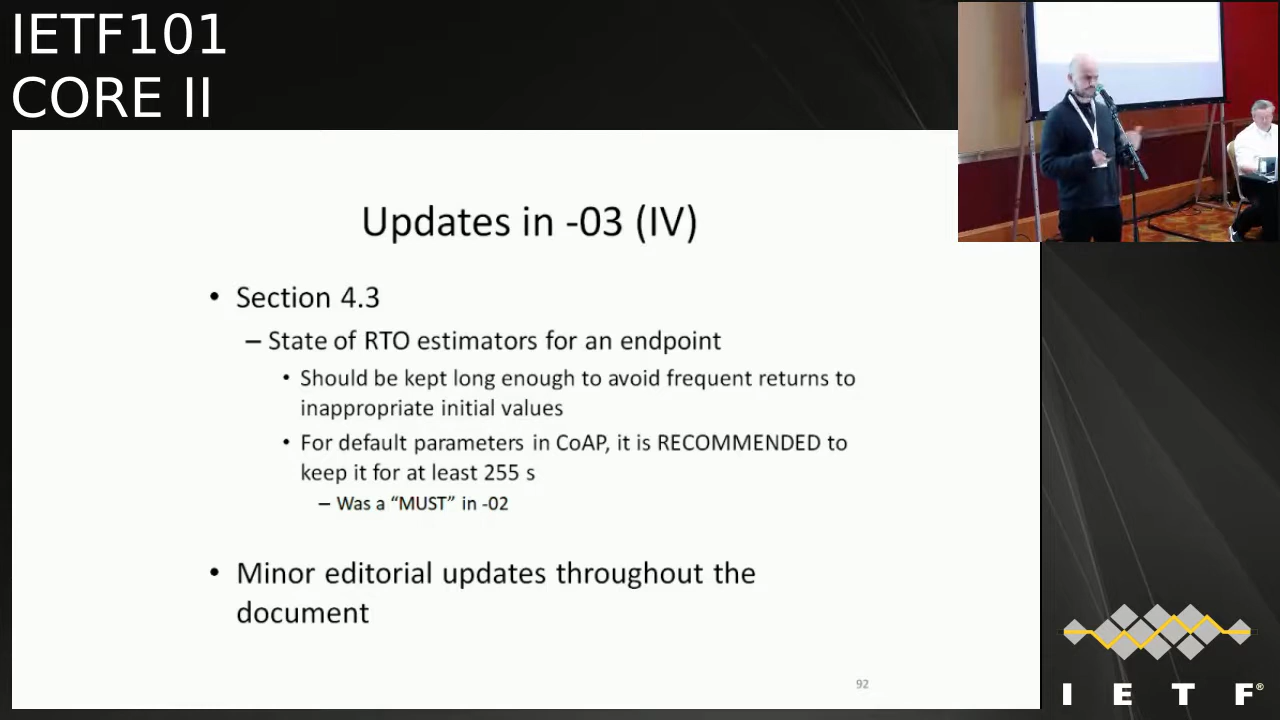 IETF101
CORE II
Updates in -03 (IV)
• Section 4.3
– State of RTO estimators for an endpoint
• Should be kept long enough to avoid frequent returns to
inappropriate initial values
• For default parameters in CoAP, it is RECOMMENDED to
keep it for at least 255 s
– Was a “MUST” in -02
• Minor editorial updates throughout the
document
92
I E T F®